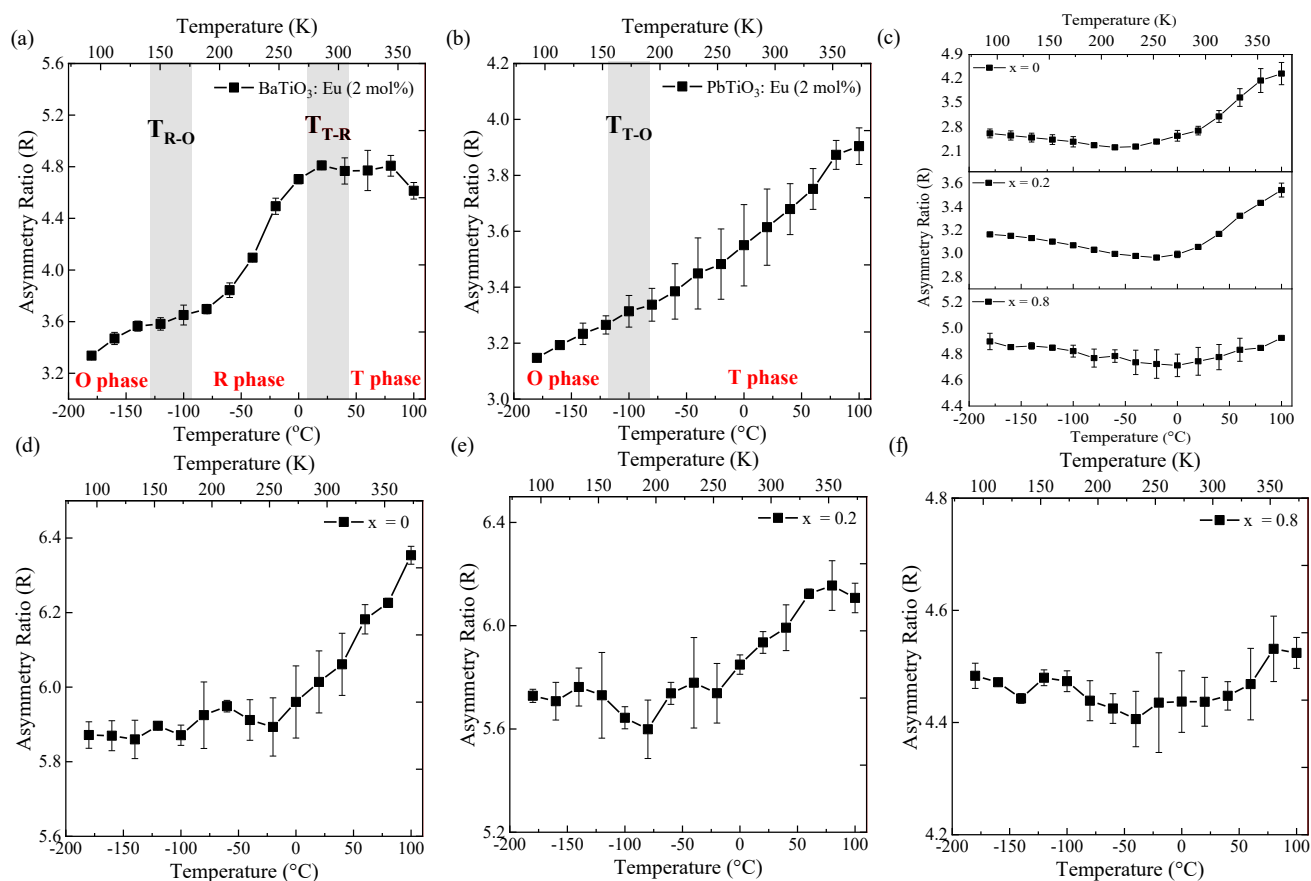 (a)
Temperature (K)
100 150 200 250 300 350
5.6
5.2
4.8
4.4
4.0
3.6
3.2
Asymmetry Ratio (R)
BaTiO3: Eu (2 mol%)
TR-O
TT-R
O phase R phase T phase
-200 -150 -100 -50 0 50 100
Temperature (°C)
(b)
Temperature (K)
100 150 200 250 300 350
4.2
4.0
3.8
3.6
3.4
3.2
3.0
Asymmetry Ratio (R)
PbTiO3: Eu (2 mol%)
TT-O
O phase T phase
-200 -150 -100 -50 0 50 100
Temperature (°C)
(c)
Temperature (K)
100 150 200 250 300 350
4.9
4.2
3.5
2.8
2.1
x = 0
3.6
3.4
3.2
3.0
2.8
x = 0.2
5.2
5.0
4.8
4.6
4.4
x = 0.8
Asymmetry Ratio (R)
-200 -150 -100 -50 0 50 100
Temperature (°C)
(d)
Temperature (K)
100 150 200 250 300 350
6.4
6.2
6.0
5.8
5.6
Asymmetry Ratio (R)
x = 0
-200 -150 -100 -50 0 50 100
Temperature (°C)
(e)
Temperature (K)
100 150 200 250 300 350
6.4
6.0
5.6
5.2
Asymmetry Ratio (R)
x = 0.2
-200 -150 -100 -50 0 50 100
Temperature (°C)
(f)
Temperature (K)
100 150 200 250 300 350
4.8
4.6
4.4
4.2
Asymmetry Ratio (R)
x = 0.8
-200 -150 -100 -50 0 50 100
Temperature (°C)